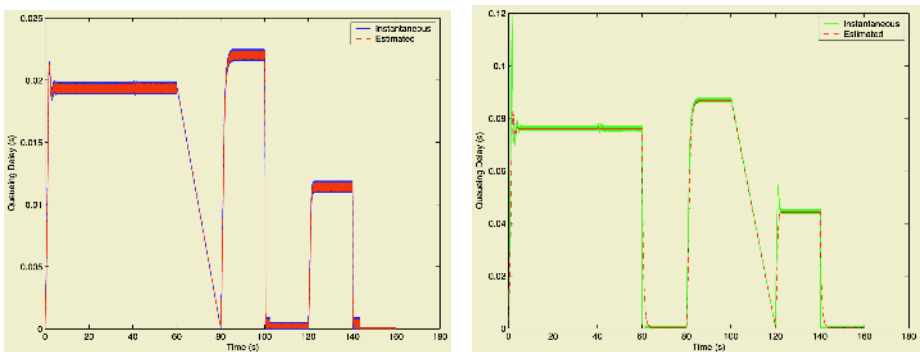 0.025
0.02
0.015
0.01
0.005
0
Queueing Delay (s)
Instantaneous
Estimated
0 20 40 60 80 100 120 140 160 180
Time (s)
0.12
0.1
0.08
0.06
0.04
0.02
0
Queueing Delay (s)
Instantaneous
Estimated
0 20 40 60 80 100 120 140 160 180
Time (s)